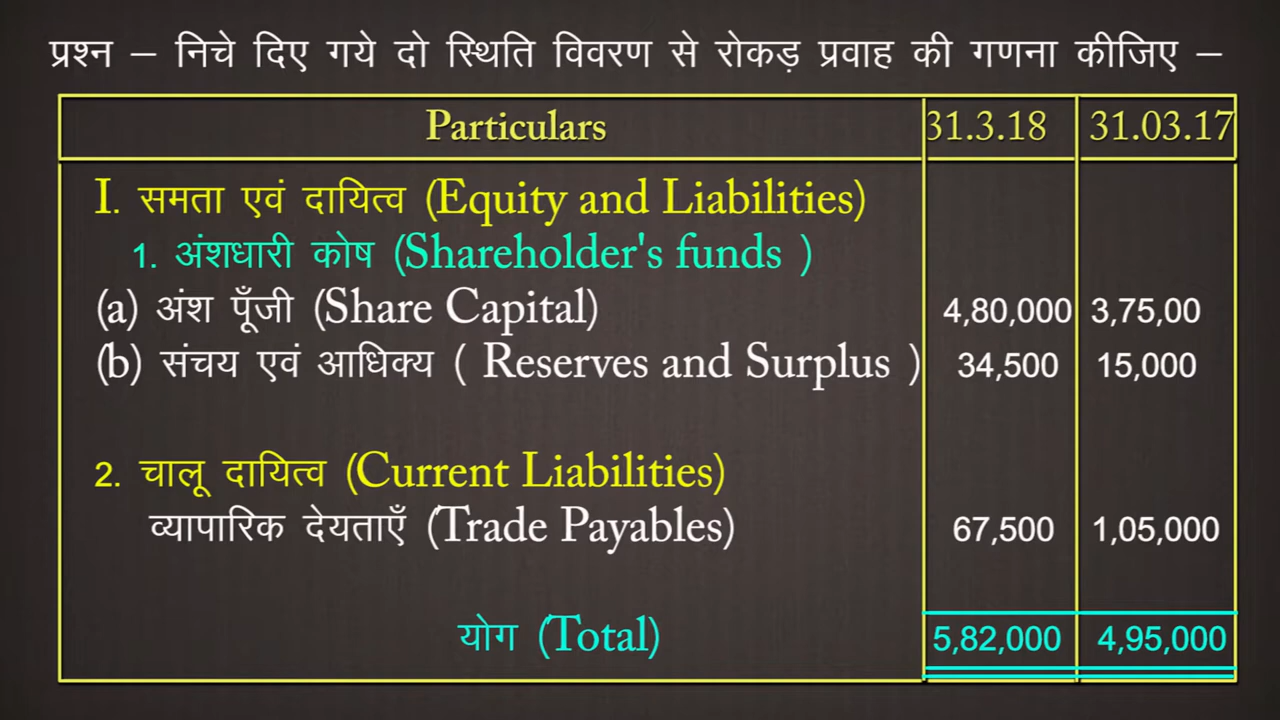 प्रश्न – निचे दिए गये दो स्थिति विवरण से रोकड़ प्रवाह की गणना कीजिए –
Particulars 31.3.18 31.03.17
I. समता एवं दायित्व (Equity and Liabilities)
1. अंशधारी कोष (Shareholder's funds )
(a) अंश पूँजी (Share Capital) 4,80,000 3,75,00
(b) संचय एवं आधिक्य ( Reserves and Surplus ) 34,500 15,000
2. चालू दायित्व (Current Liabilities)
व्यापारिक देयताएँ (Trade Payables) 67,500 1,05,000
योग (Total) 5,82,000 4,95,000